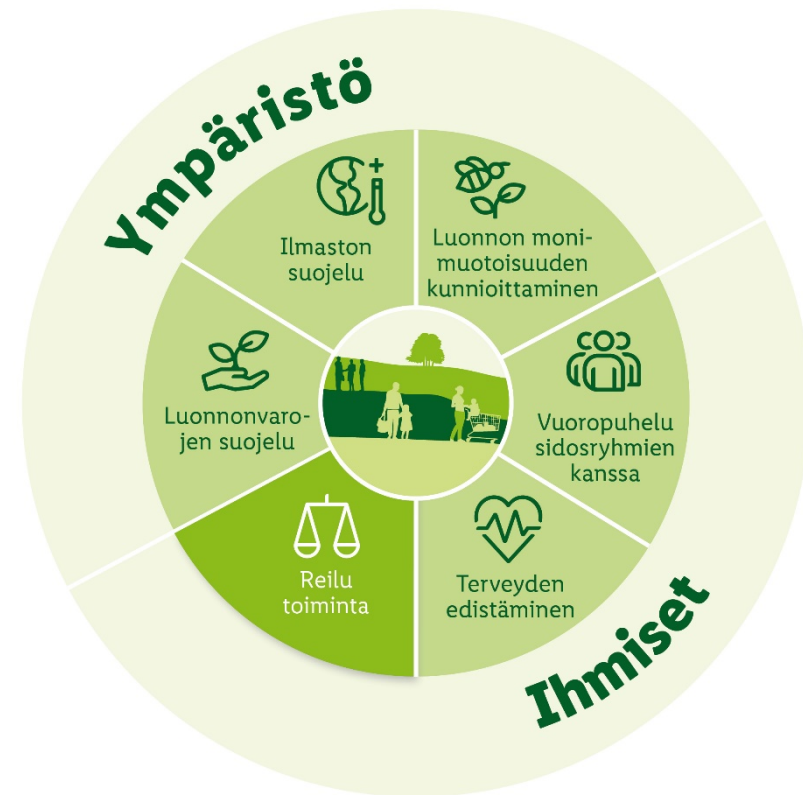 Ympäristö
Ilmaston
suojelu
Luonnon moni-
muotoisuuden
kunnioittaminen
Luonnonvaro-
jen suojelu
Vuoropuhelu
sidosryhmien
kanssa
Reilu
toiminta
Terveyden
edistäminen
Ihmiset